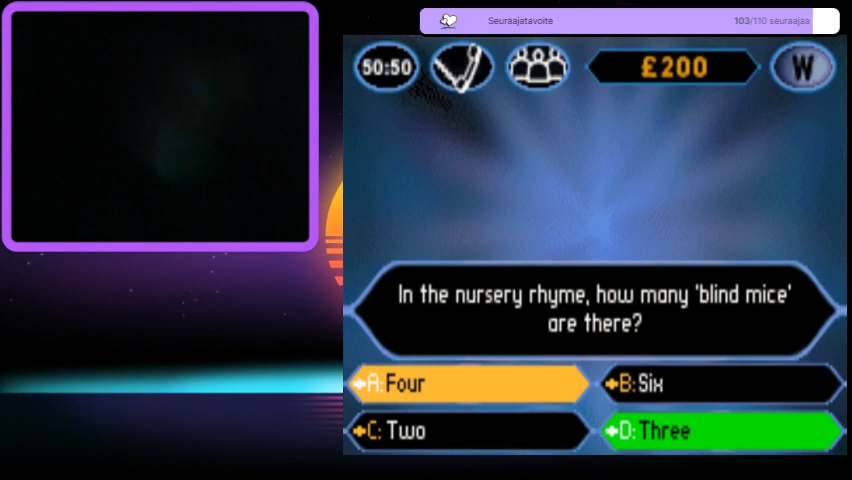 Seuraajatavoite
103/110 seuraajaa
50:50
£200
W
In the nursery rhyme, how many 'blind mice'
are there?
A: Four
B: Six
C: Two
D: Three